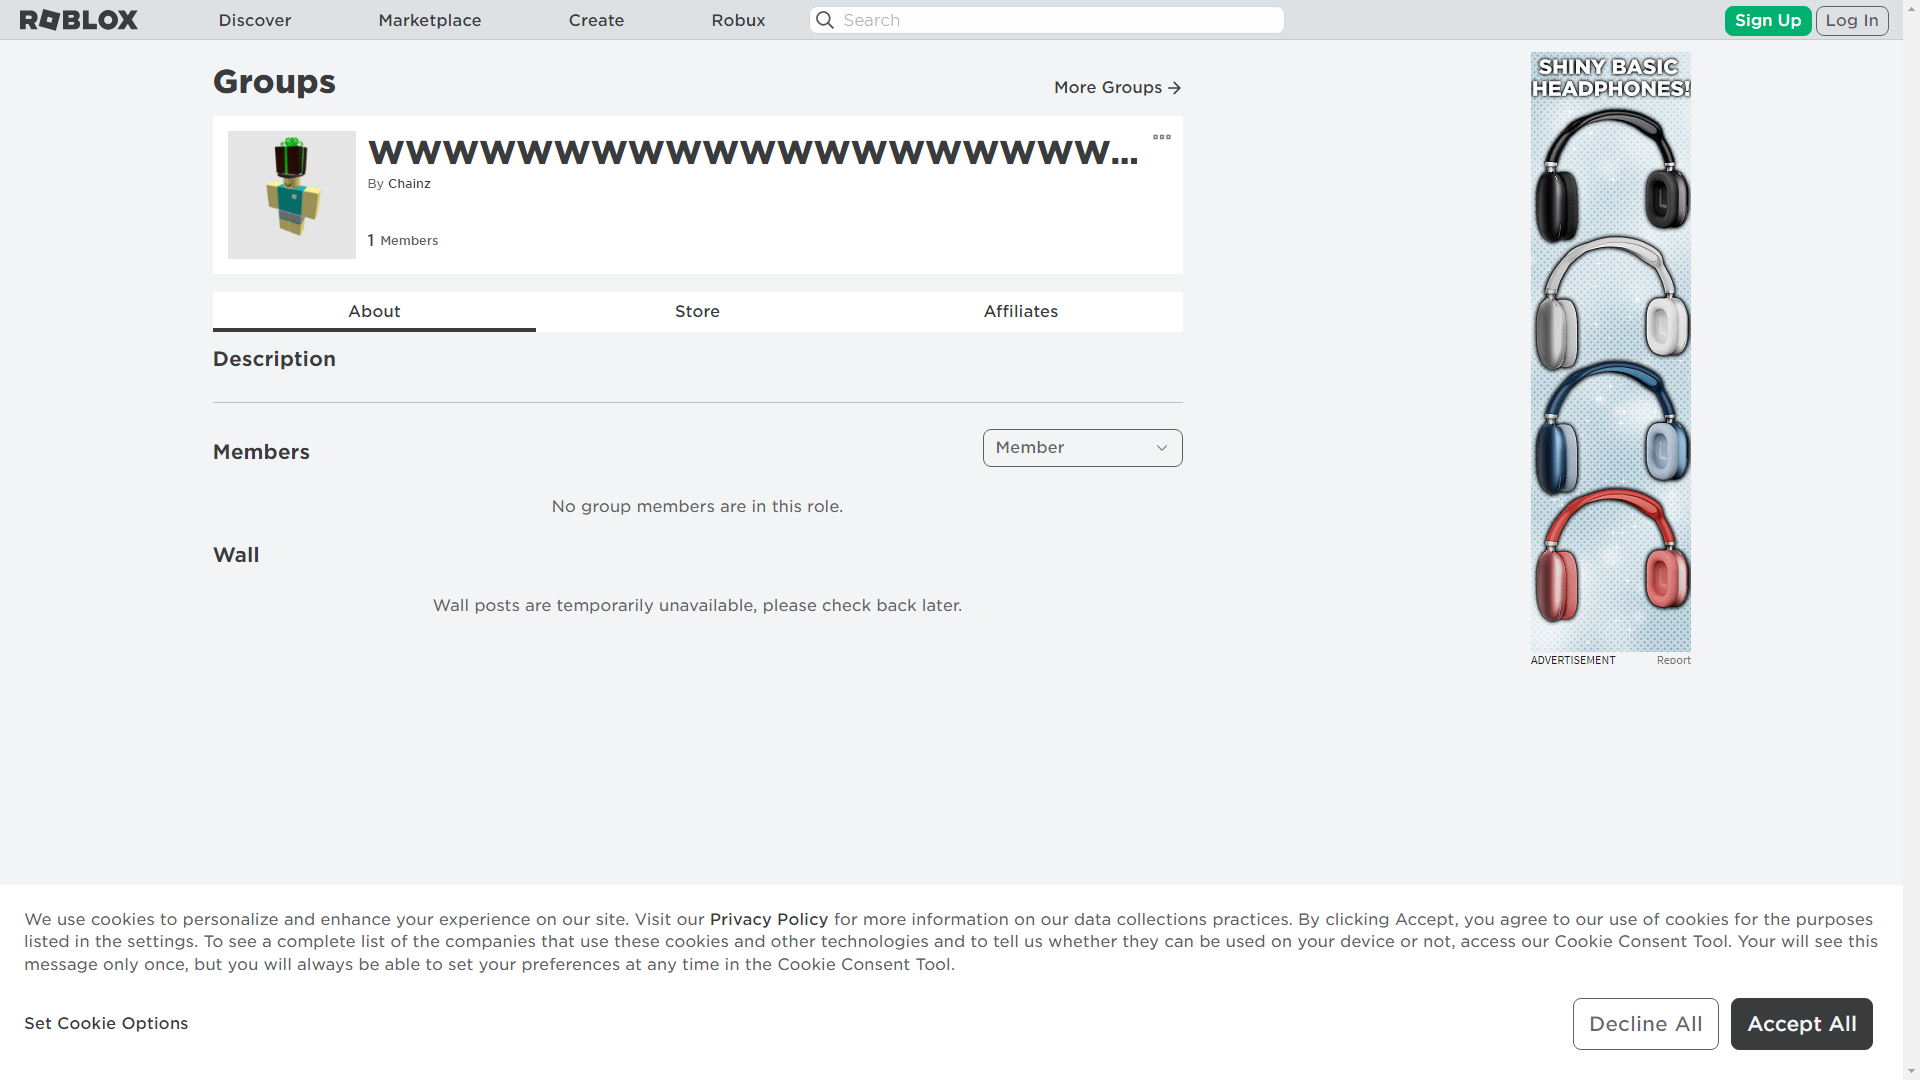 ROBLOX
Discover
Marketplace
Create
Robux
Search
Sign Up
Log In
Groups
More Groups
WWWWWWWWWWWWWWWWWWWW...
By Chainz
1 Members
About
Store
Affiliates
Description
Members
Member
No group members are in this role.
Wall
Wall posts are temporarily unavailable, please check back later.
SHINY BASIC
HEADPHONES!
L
L
L
L
ADVERTISEMENT
Report
We use cookies to personalize and enhance your experience on our site. Visit our Privacy Policy for more information on our data collections practices. By clicking Accept, you agree to our use of cookies for the purposes
listed in the settings. To see a complete list of the companies that use these cookies and other technologies and to tell us whether they can be used on your device or not, access our Cookie Consent Tool. Your will see this
message only once, but you will always be able to set your preferences at any time in the Cookie Consent Tool.
Set Cookie Options
Decline All
Accept All